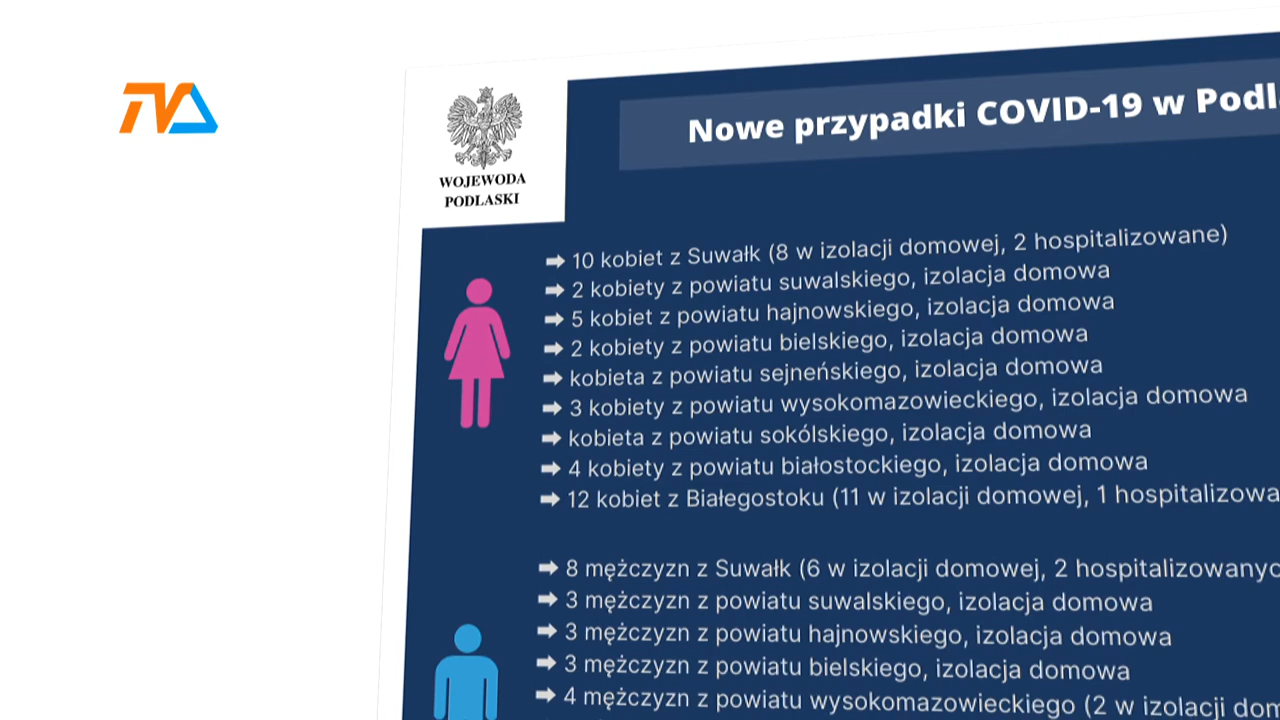 TVA
WOJEWODA
PODLASKI
Nowe przypadki COVID-19 w
10 kobiet z Suwałk (8 w izolacji domowej, 2 hospitalizowane)
2 kobiety z powiatu suwalskiego, izolacja domowa
5 kobiet z powiatu hajnowskiego, izolacja domowa
2 kobiety z powiatu bielskiego, izolacja domowa
kobieta z powiatu sejneńskiego, izolacja domowa
3 kobiety z powiatu wysokomazowieckiego, izolacja domowa
kobieta z powiatu sokólskiego, izolacja domowa
4 kobiety z powiatu białostockiego, izolacja domowa
12 kobiet z Białegostoku (11 w izolacji domowej, 1
8 mężczyzn z Suwałk (6 w izolacji domowej, 2
3 mężczyzn z powiatu suwalskiego, izolacja domowa
3 mężczyzn z powiatu hajnowskiego, izolacja domowa
3 mężczyzn z powiatu bielskiego, izolacja domowa
4 mężczyzn z powiatu wysokomazowieckiego (2 w izolacji